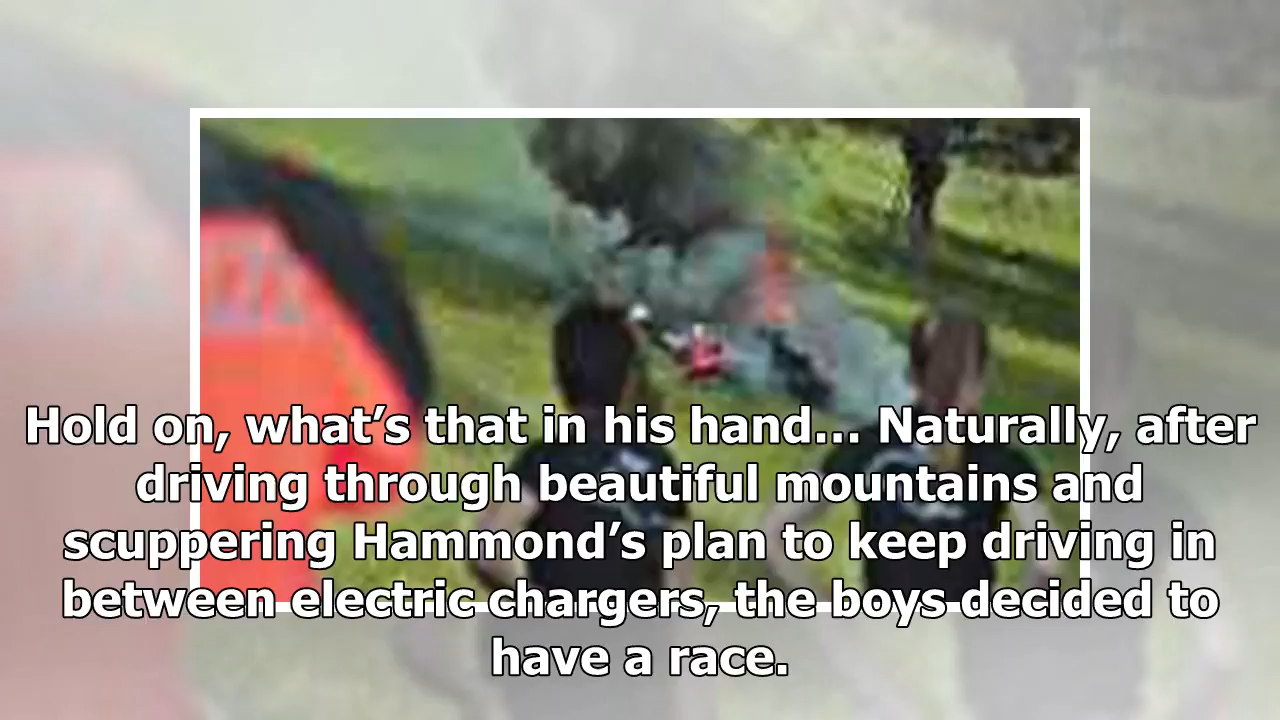 Hold on, what’s that in his hand... Naturally, after
driving through beautiful mountains and
scuppering Hammond’s plan to keep driving in
between electric chargers, the boys decided to
have a race.